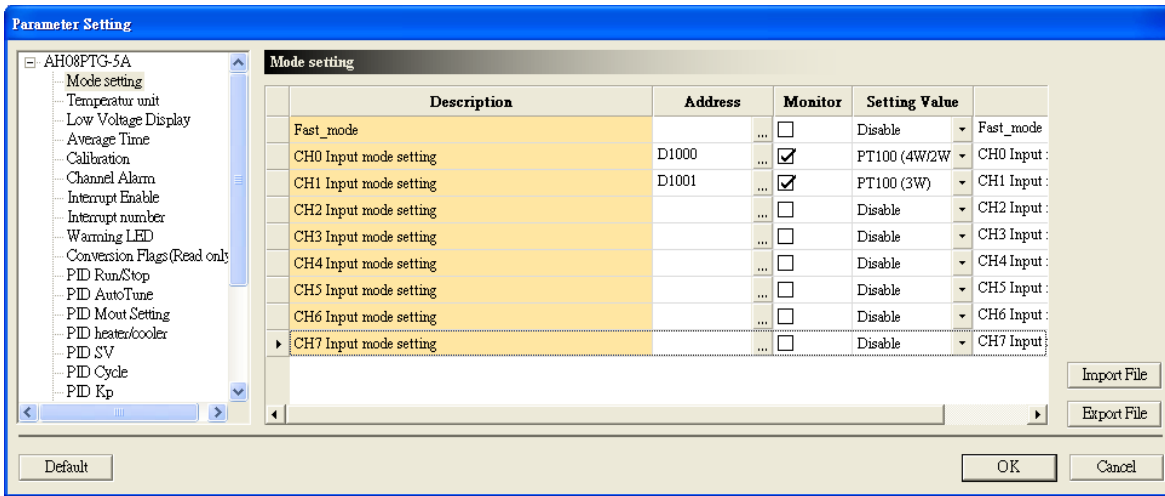 Parameter Setting
AH08PTG-5A
Mode setting
Temperatur unit
Low Voltage Display
Average Time
Calibration
Channel Alarm
Interrupt Enable
Interrupt number
Warming LED
Conversion Flags(Read only
PID Run/Stop
PID AutoTune
PID Mout Setting
PID heater/cooler
PID SV
PID Cycle
PID Kp
Mode setting
Description Address Monitor Setting Value
Fast_mode ... Disable Fast_mode
CH0 Input mode setting D1000 ... PT100 (4W/2W CH0 Input :
CH1 Input mode setting D1001 ... PT100 (3W) CH1 Input :
CH2 Input mode setting ... Disable CH2 Input :
CH3 Input mode setting ... Disable CH3 Input :
CH4 Input mode setting ... Disable CH4 Input :
CH5 Input mode setting ... Disable CH5 Input :
CH6 Input mode setting ... Disable CH6 Input :
CH7 Input mode setting ... Disable CH7 Input
Import File
Export File
Default OK Cancel